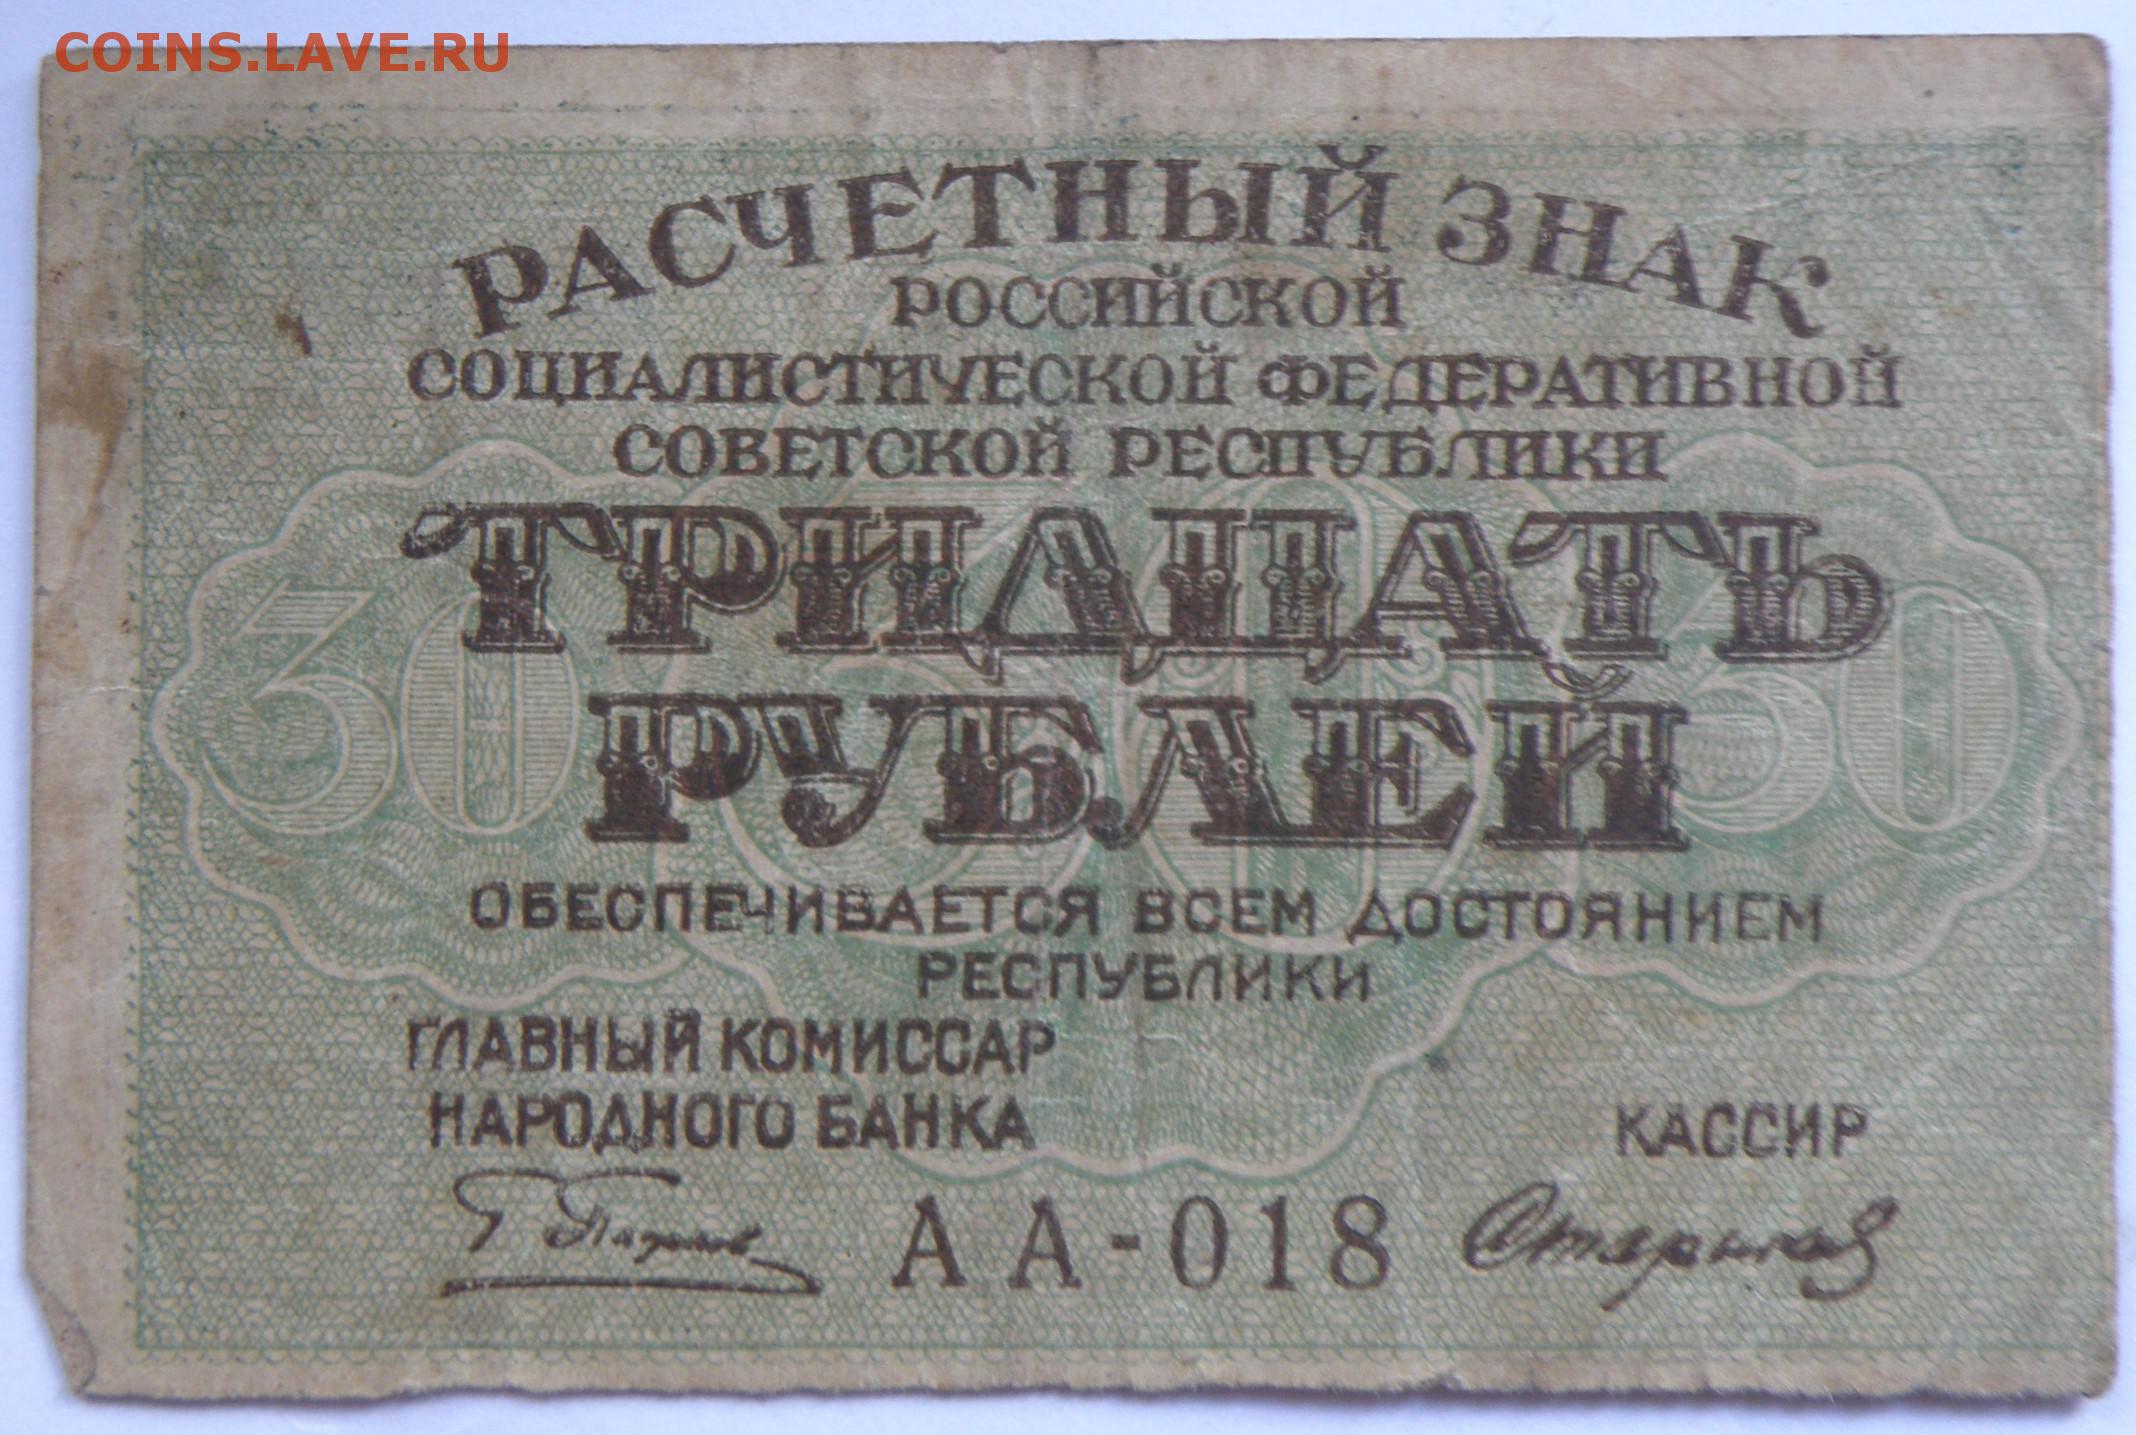 COINS.LAVE.RU
РАСЧЕТНЫЙ ЗНАК
РОССИЙСКОЙ
СОЦИАЛИСТИЧЕСКОЙ ФЕДЕРАТИВНОЙ
СОВЕТСКОЙ РЕСПУБЛИКИ
ТРИДЦАТЬ
РУБЛЕЙ
30 30 30
ОБЕСПЕЧИВАЕТСЯ ВСЕМ ДОСТОЯНИЕМ
РЕСПУБЛИКИ
ГЛАВНЫЙ КОМИССАР
НАРОДНОГО БАНКА
КАССИР
АА-018